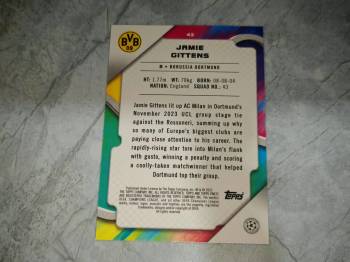 43
BVB
09
JAMIE
GITTENS
M • BORUSSIA DORTMUND
HT: 1.77m WT: 70kg BORN: 08-08-04
NATION: England SQUAD NO.: 43
Jamie Gittens lit up AC Milan in Dortmund's
November 2023 UCL group stage tie
against the Rossoneri, summing up why
so many of Europe's biggest clubs are
paying close attention to his career. The
rapidly-rising star tore into Milan's flank
with gusto, winning a penalty and scoring
a coolly-taken matchwinner that helped
Dortmund top their group.
Topps